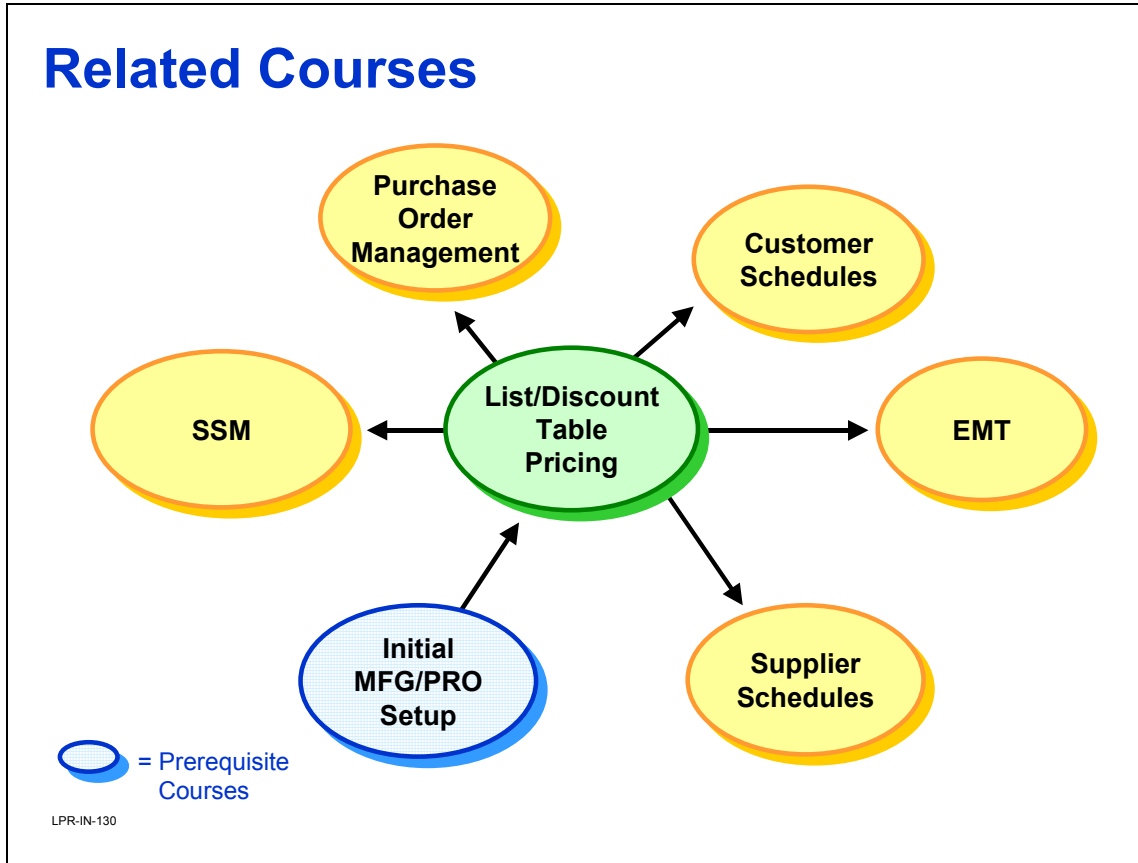 Related Courses
Purchase
Order
Management
Customer
Schedules
SSM
List/Discount
Table
Pricing
EMT
Initial
MFG/PRO
Setup
Supplier
Schedules
= Prerequisite
Courses
LPR-IN-130